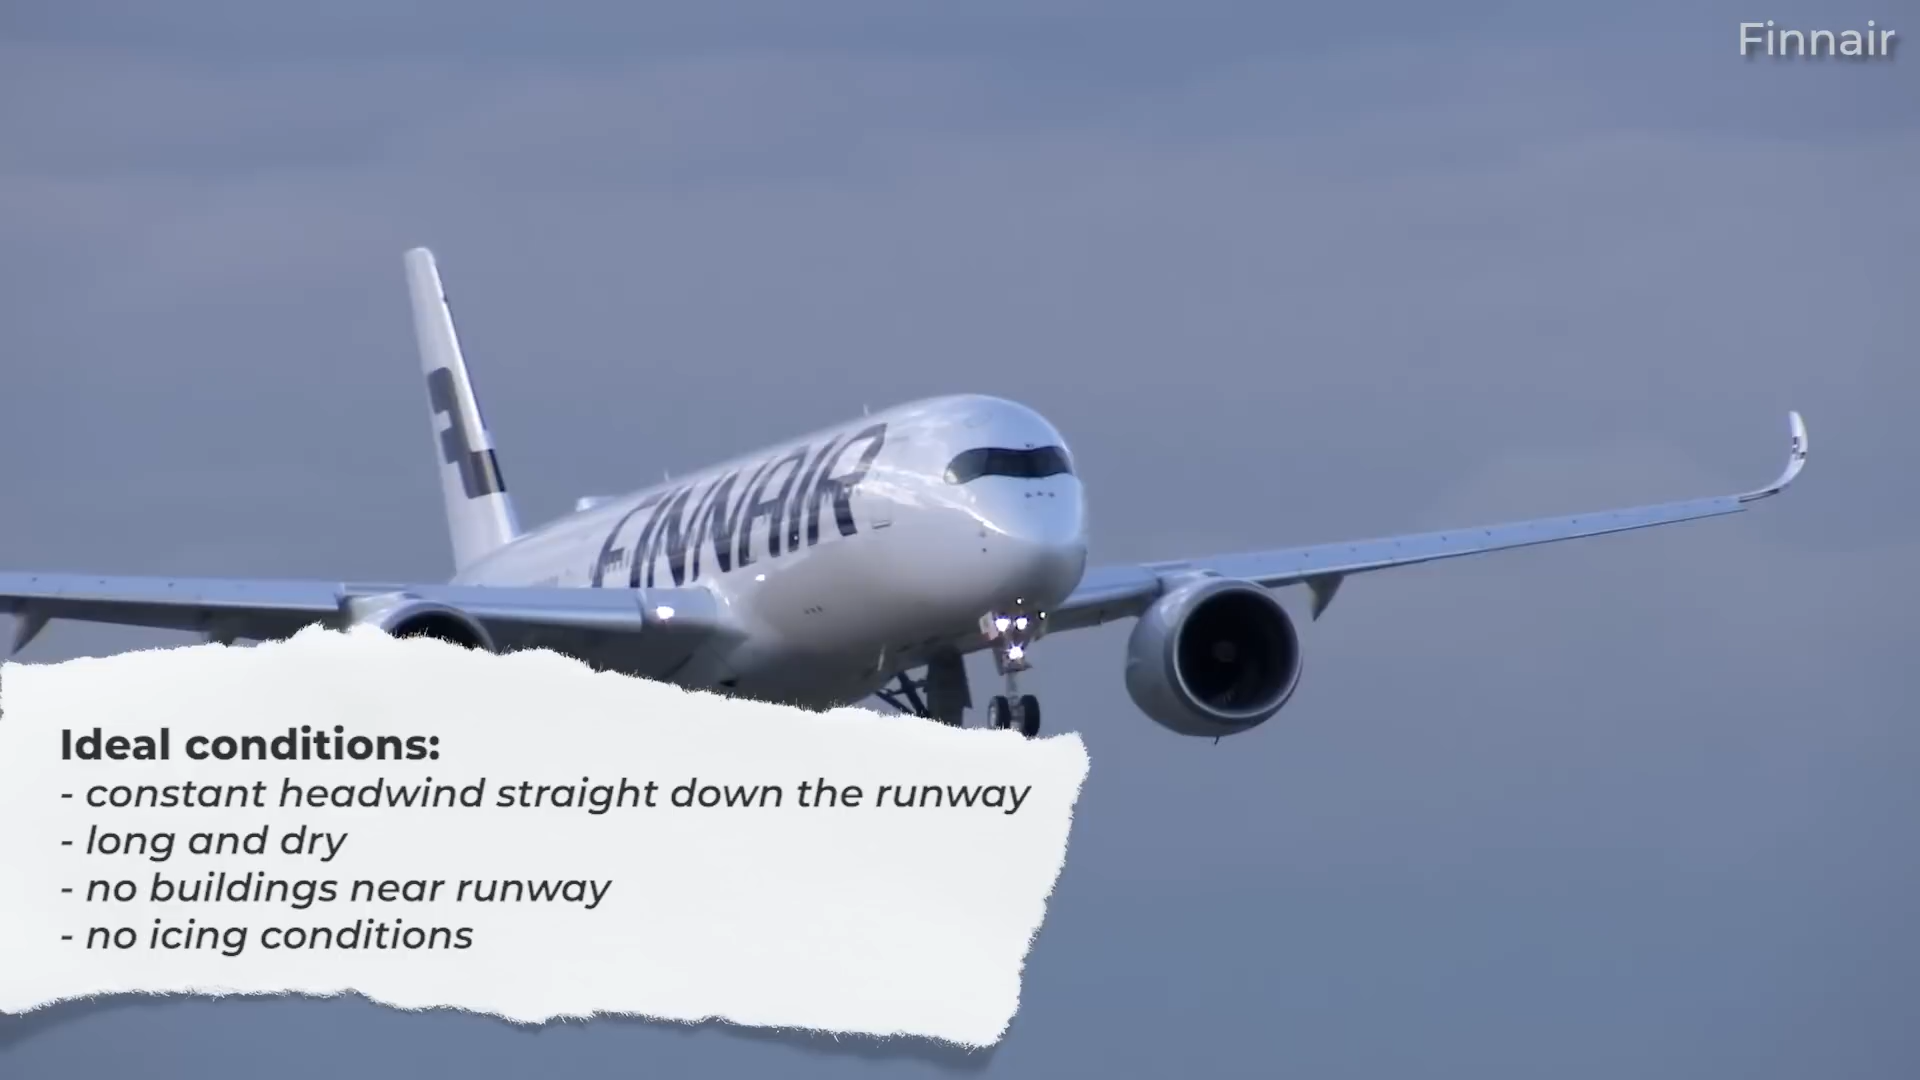 Finnair
FINNAIR
Ideal conditions:
- constant headwind straight down the runway
- long and dry
- no buildings near runway
- no icing conditions